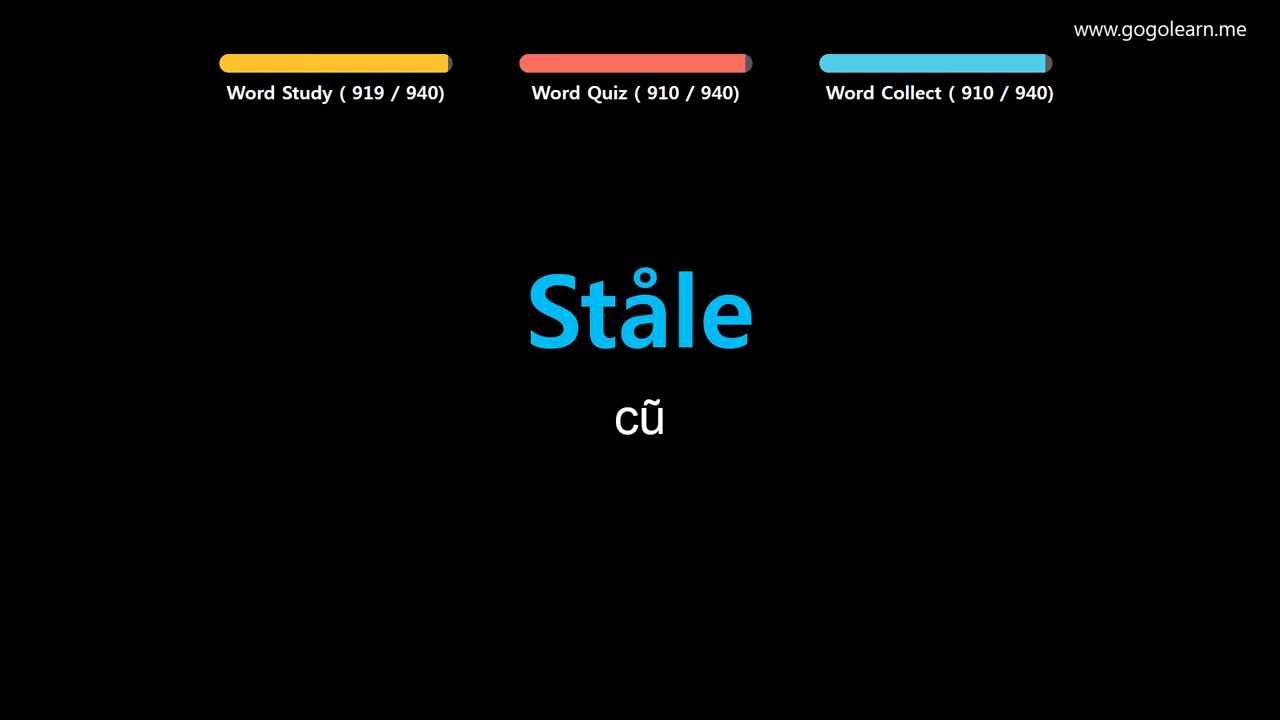 www.gogolearn.me
Word Study ( 919 / 940)
Word Quiz ( 910 / 940)
Word Collect ( 910 / 940)
Ståle
cũ